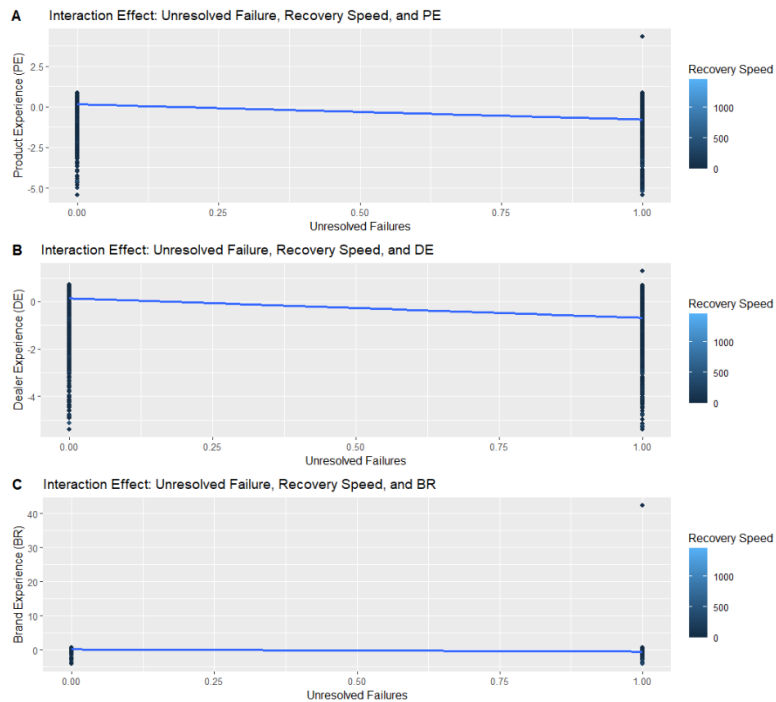 A Interaction Effect: Unresolved Failure, Recovery Speed, and PE
Product Experience (PE)
2.5
0.0
-2.5
-5.0
0.00 0.25 0.50 0.75 1.00
Unresolved Failures
Recovery Speed
1000
500
0
B Interaction Effect: Unresolved Failure, Recovery Speed, and DE
Dealer Experience (DE)
0
-2
-4
0.00 0.25 0.50 0.75 1.00
Unresolved Failures
Recovery Speed
1000
500
0
C Interaction Effect: Unresolved Failure, Recovery Speed, and BR
Brand Experience (BR)
40
30
20
10
0
0.00 0.25 0.50 0.75 1.00
Unresolved Failures
Recovery Speed
1000
500
0